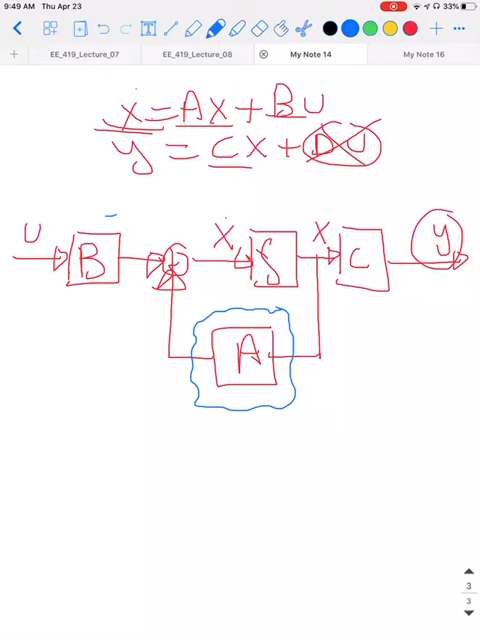 9:49 AM Thu Apr 23 33%
EE_419_Lecture_07 EE_419_Lecture_08 My Note 14 My Note 16
ẋ = Ax + Bu
y = Cx + Du
u B + ẋ ∫ x C y
A
3
3